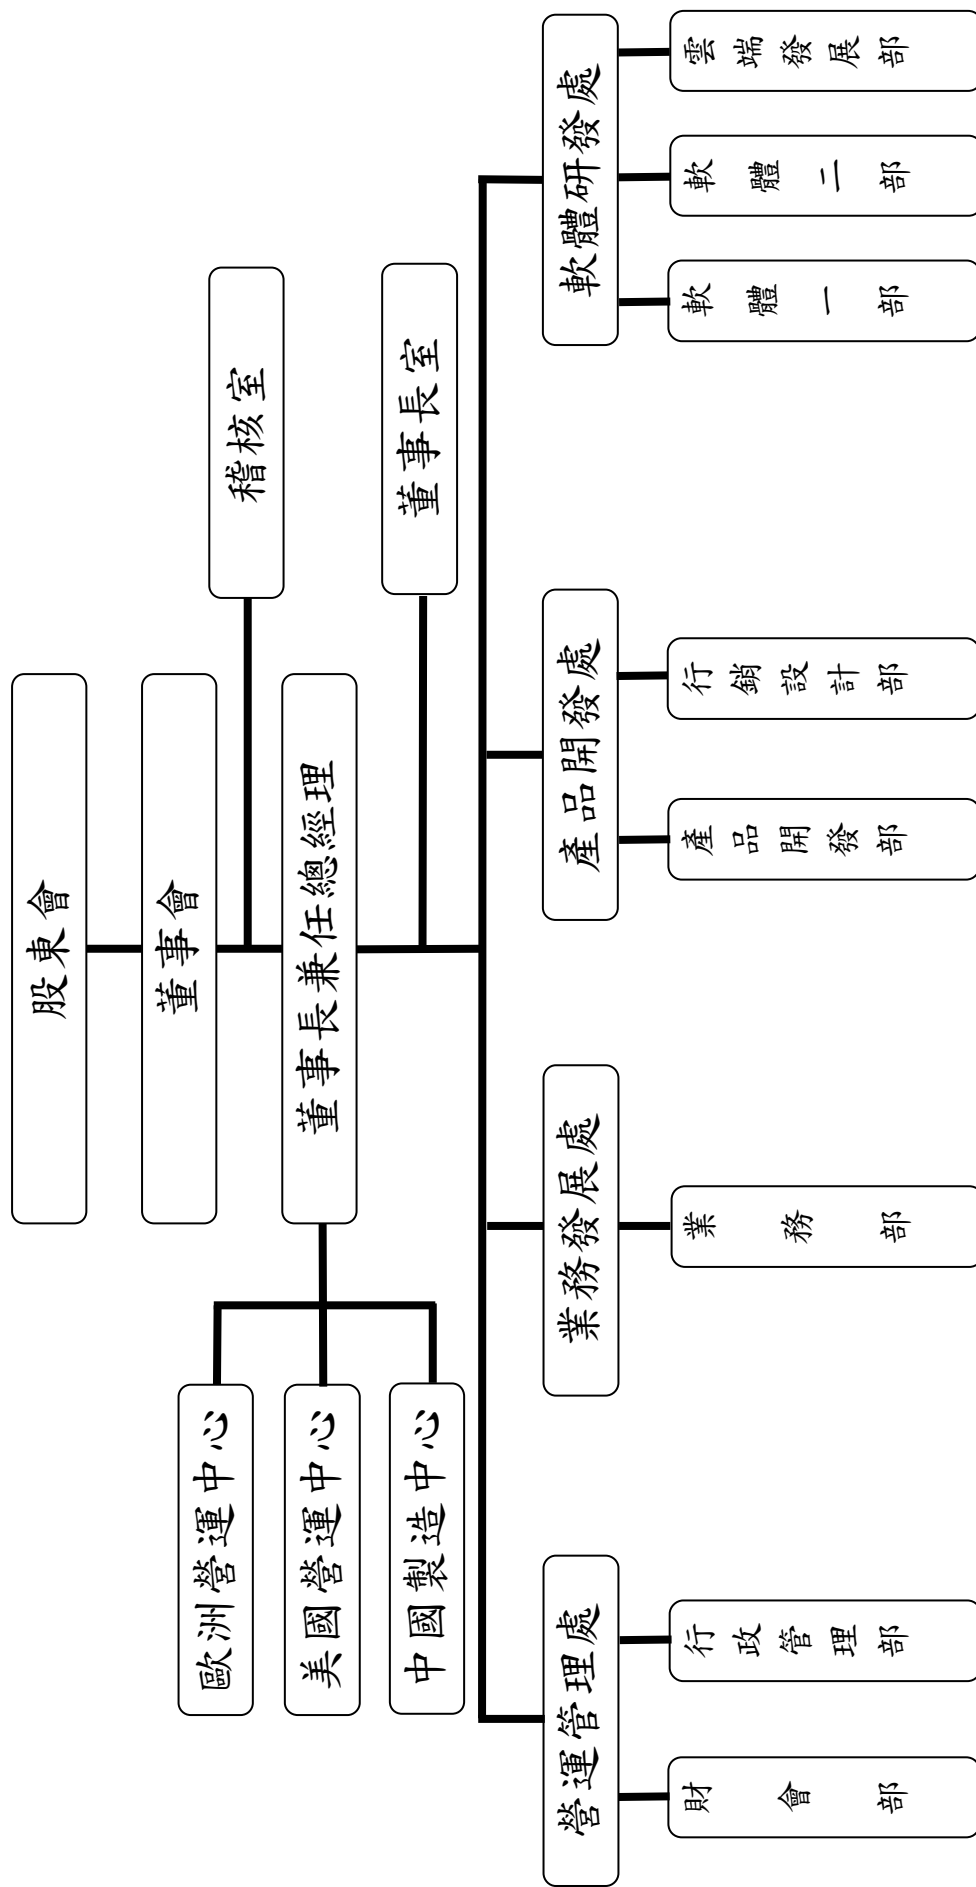 股東會
董事會
稽核室
董事長兼任總經理
歐洲營運中心
美國營運中心
中國製造中心
董事長室
營運管理處
業務發展處
產品開發處
軟體研發處
財會部
行政管理部
業務部
產品開發部
行銷設計部
軟體一部
軟體二部
雲端發展部